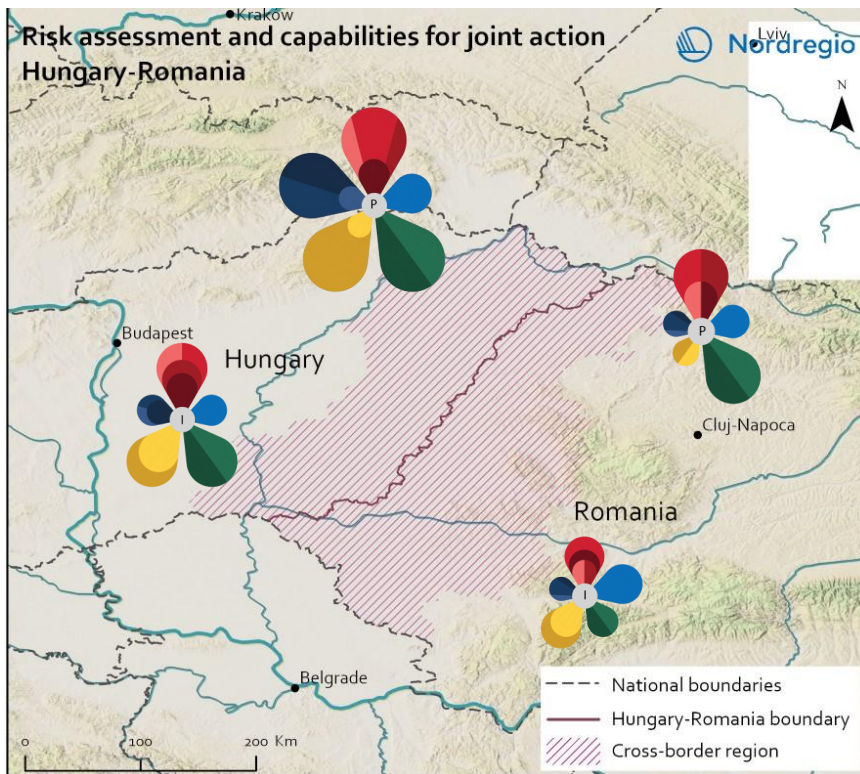 Kraków
Risk assessment and capabilities for joint action
Hungary-Romania
Nordregio
Lviv
N
P
P
Budapest
Hungary
I
Cluj-Napoca
Romania
I
Belgrade
National boundaries
Hungary-Romania boundary
Cross-border region
0 100 200 Km